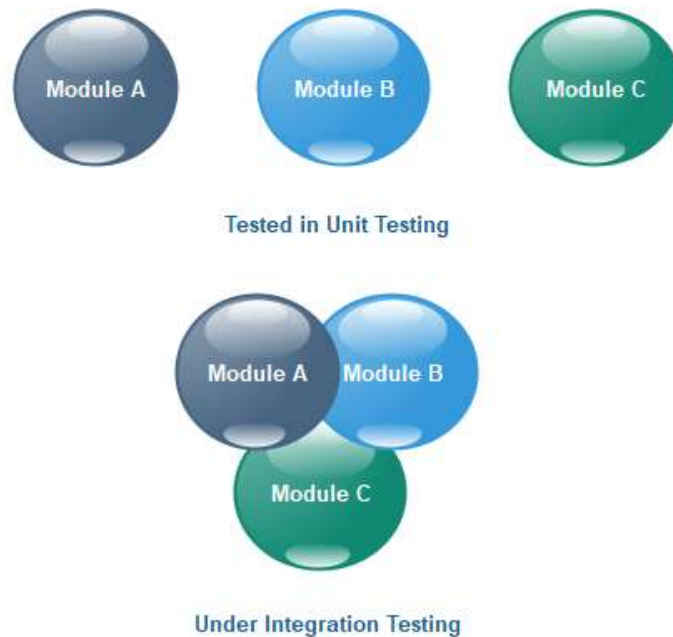 Module A
Module B
Module C
Tested in Unit Testing
Module A
Module B
Module C
Under Integration Testing